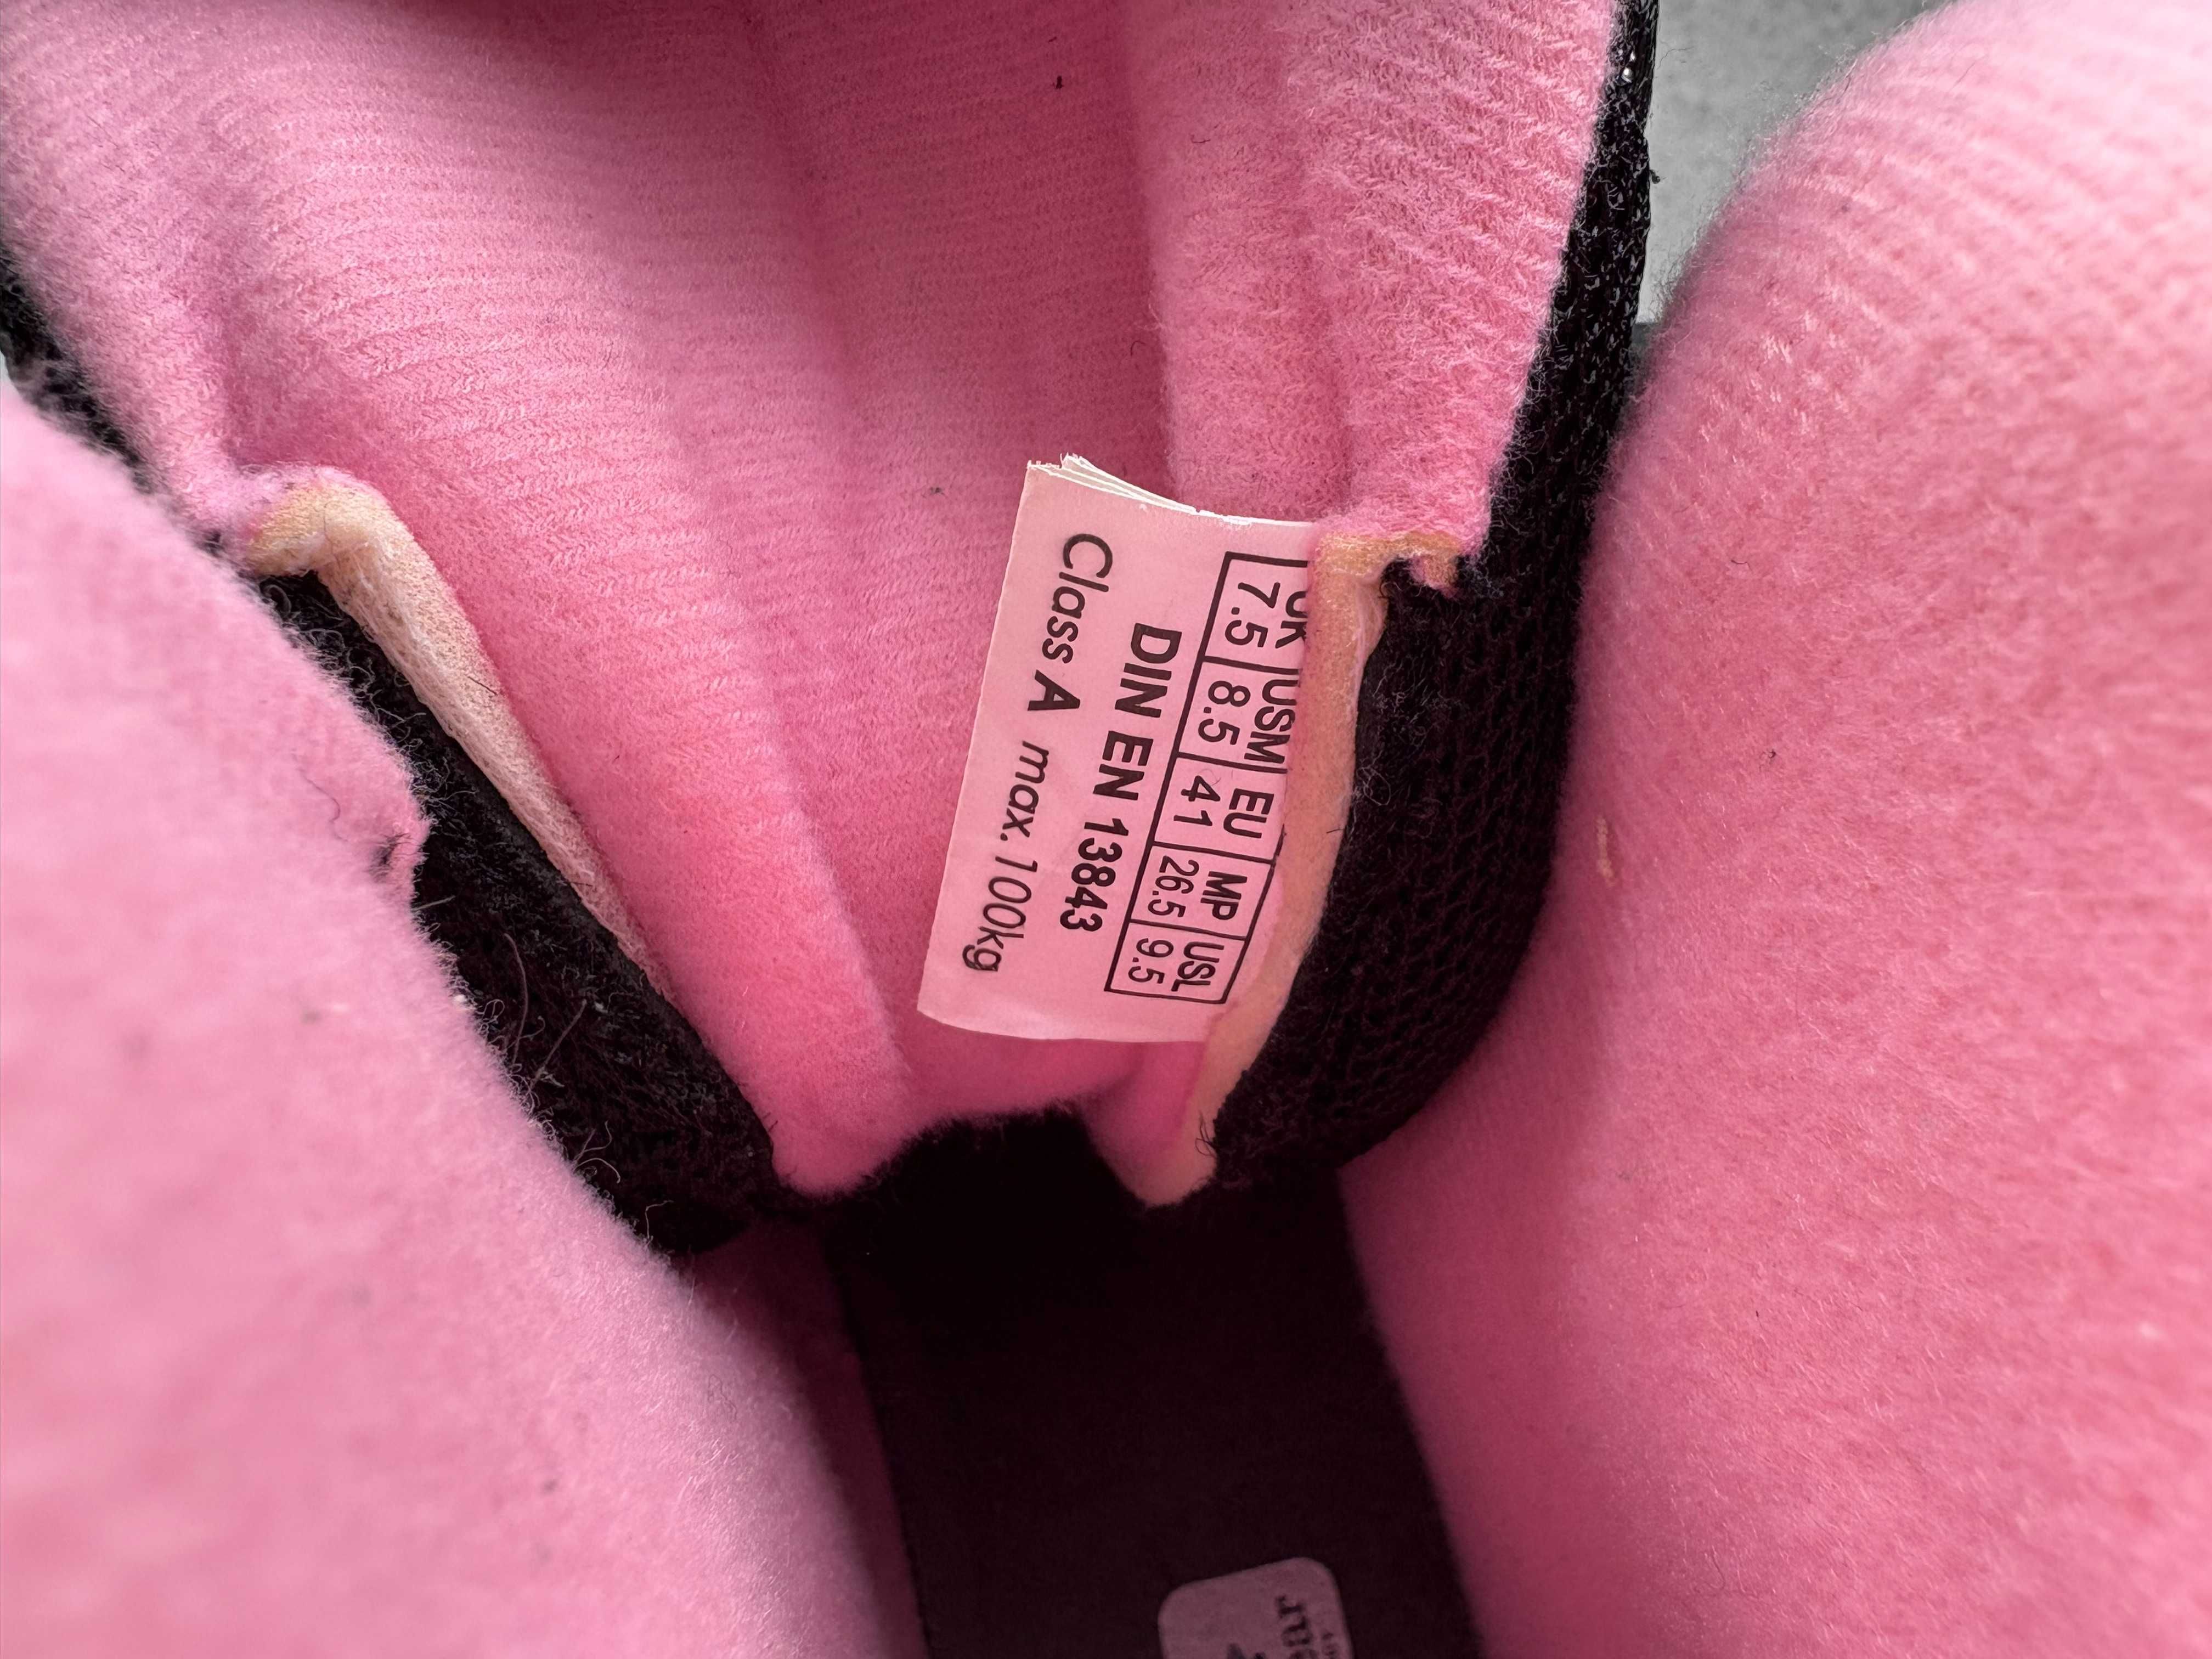 UK USM EU MP USL
7.5 8.5 41 26.5 9.5
DIN EN 13843
Class A max. 100kg